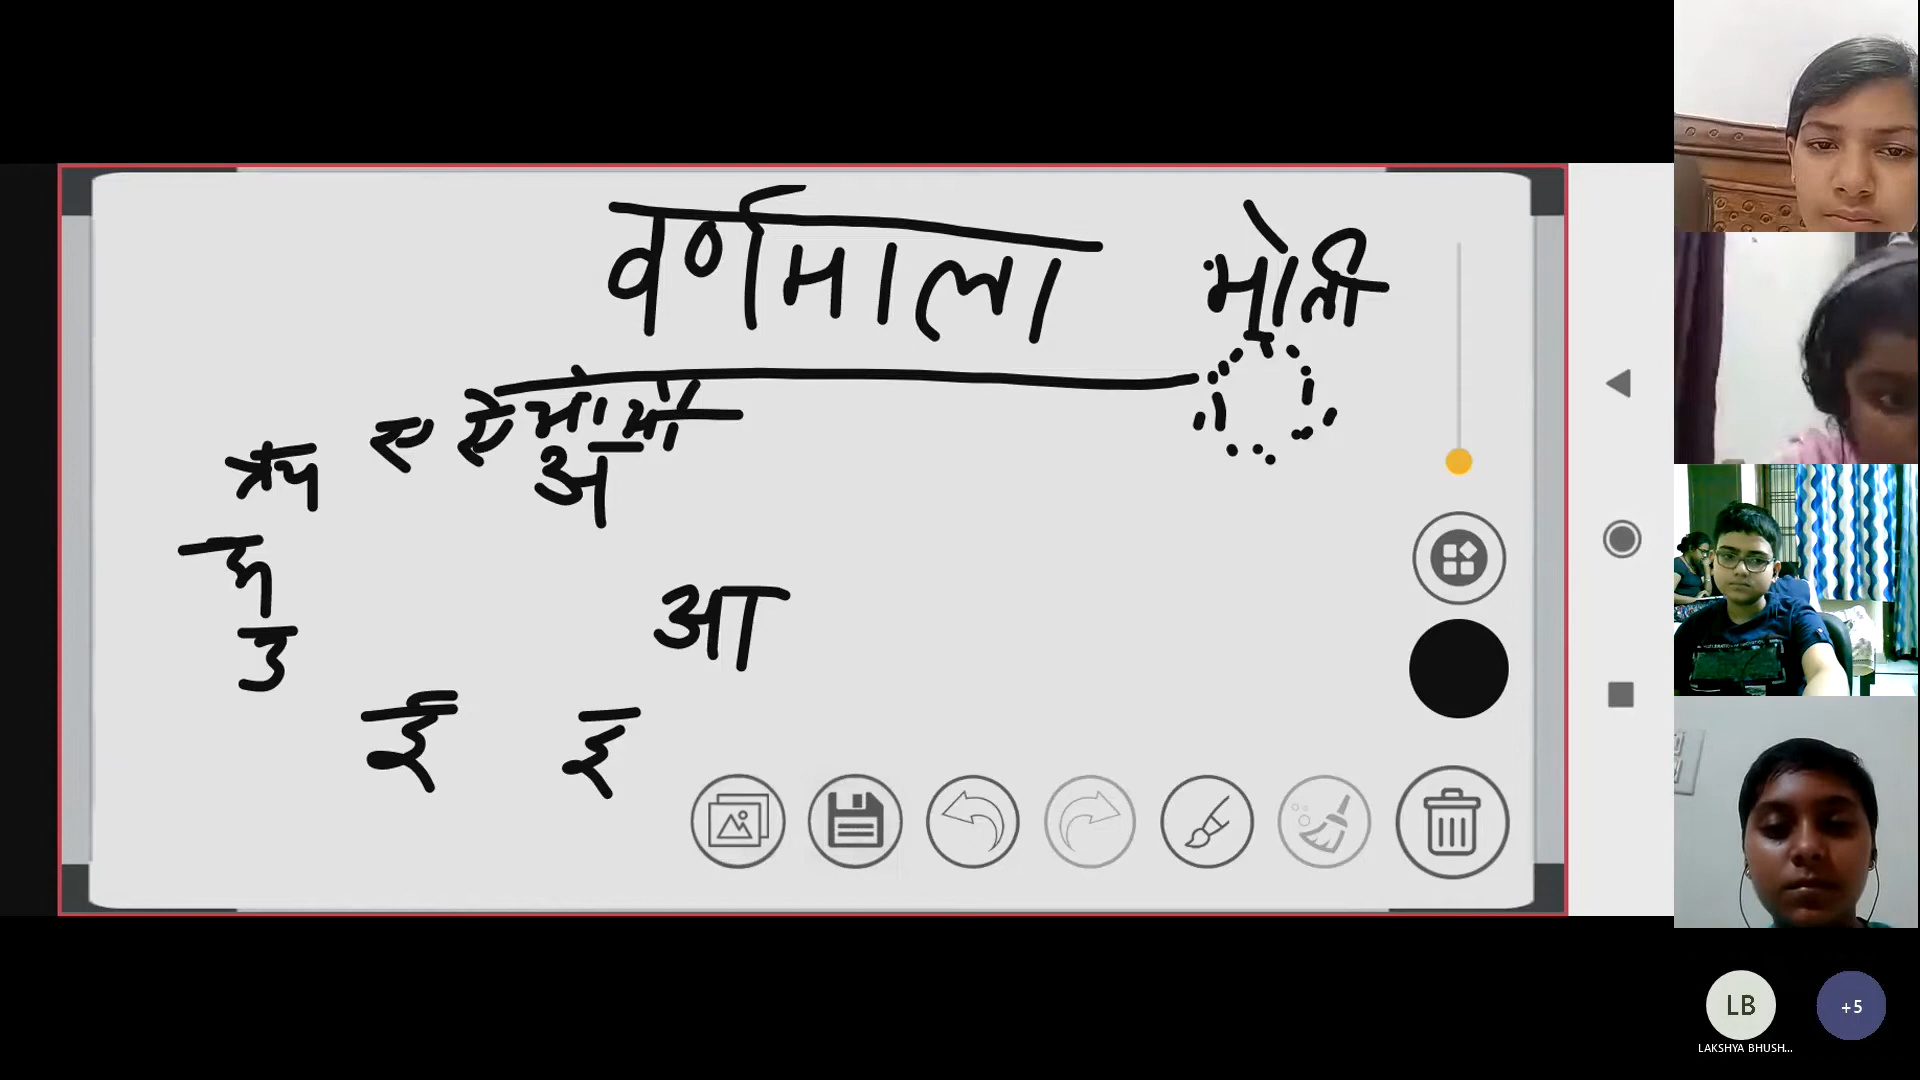 वर्णमाला
मोती
ए ऐ ओ औ
अ
ऋ
उ
आ
ई इ
LB
+5
LAKSHYA BHUSH...